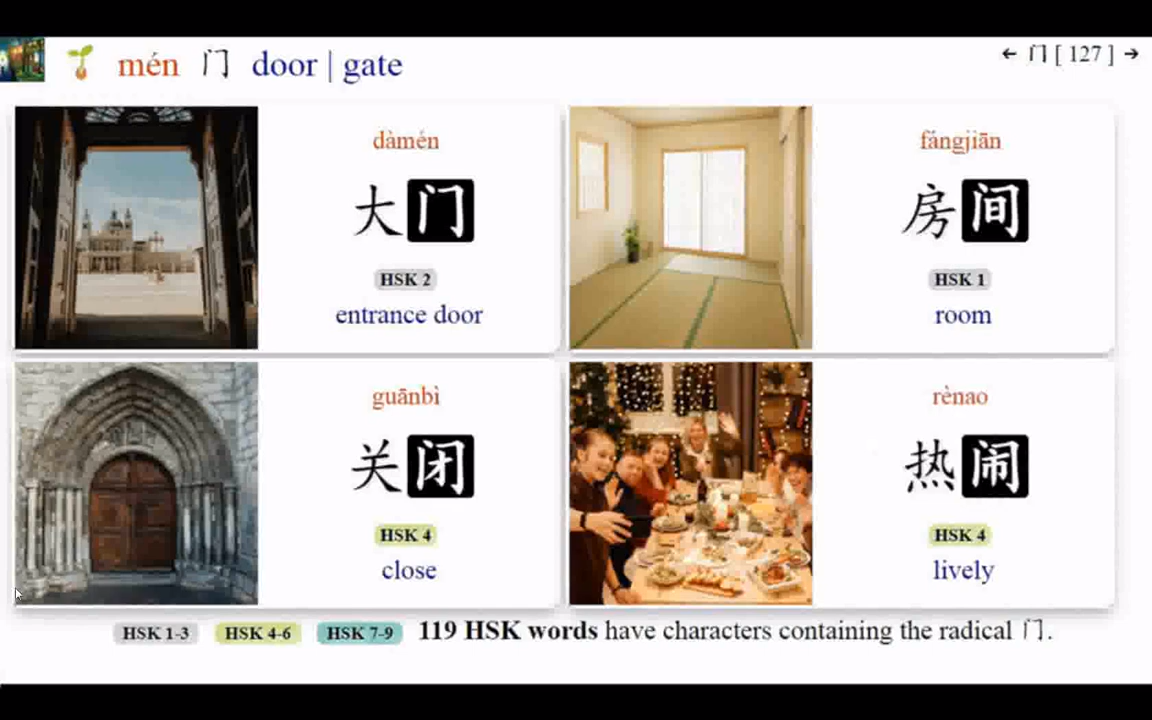 mén 门 door | gate
← 门 [ 127 ] →
dàmén
大门
HSK 2
entrance door
fángjiān
房间
HSK 1
room
guānbì
关闭
HSK 4
close
rènao
热闹
HSK 4
lively
HSK 1-3 HSK 4-6 HSK 7-9 119 HSK words have characters containing the radical 门.